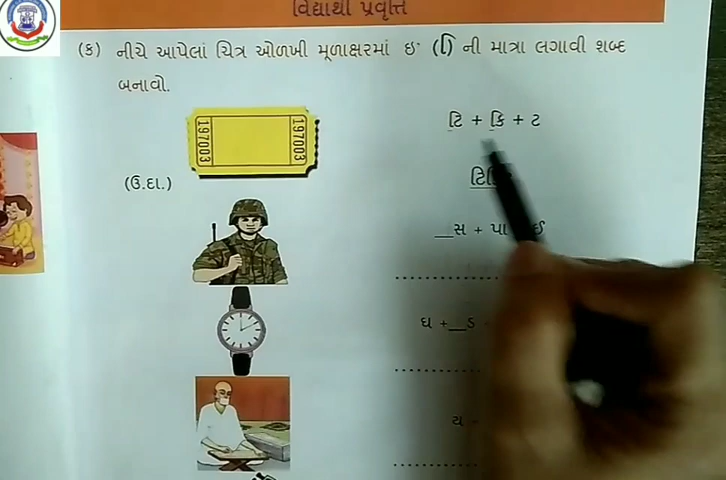 વિદ્યાર્થી પ્રવૃત્તિ
(ક) નીચે આપેલાં ચિત્ર ઓળખી મૂળાક્ષરમાં ઇ (િ) ની માત્રા લગાવી શબ્દ
બનાવો.
197003 197003
ટિ + કિ + ટ
(ઉ.દા.)
__સ + પા ઈ
ઘ +__ડ
ય